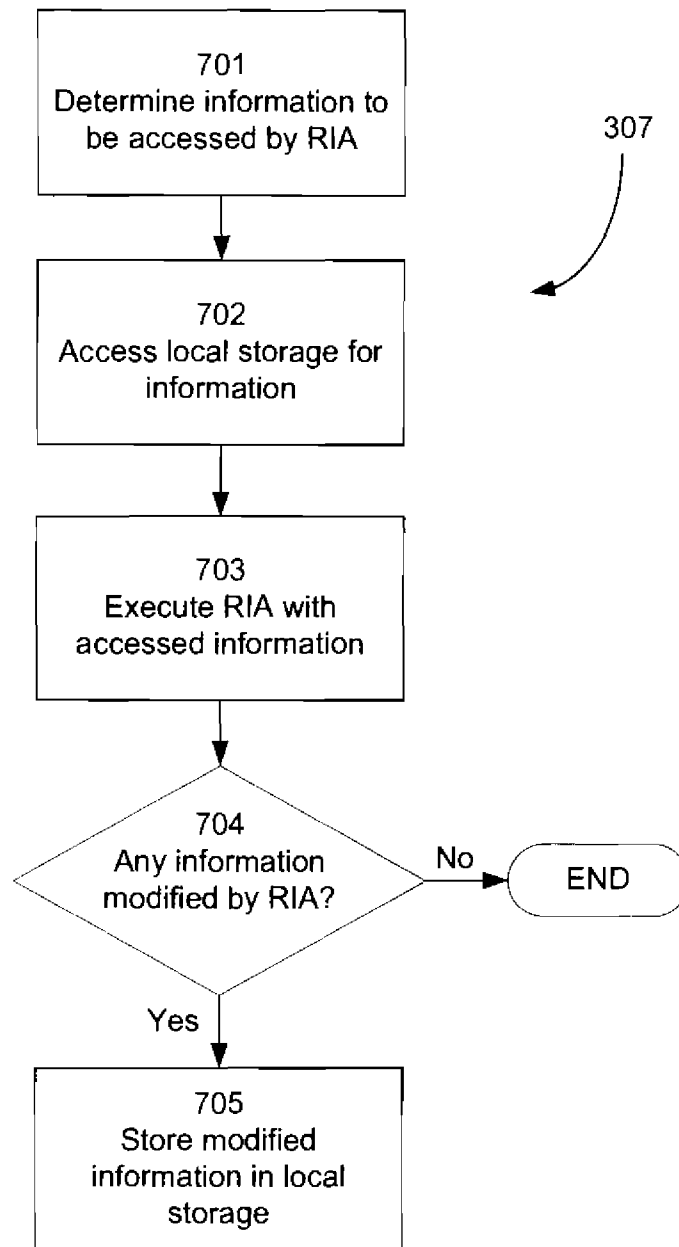 701
Determine information to
be accessed by RIA
307
702
Access local storage for
information
703
Execute RIA with
accessed information
704
Any information
modified by RIA?
No
END
Yes
705
Store modified
information in local
storage